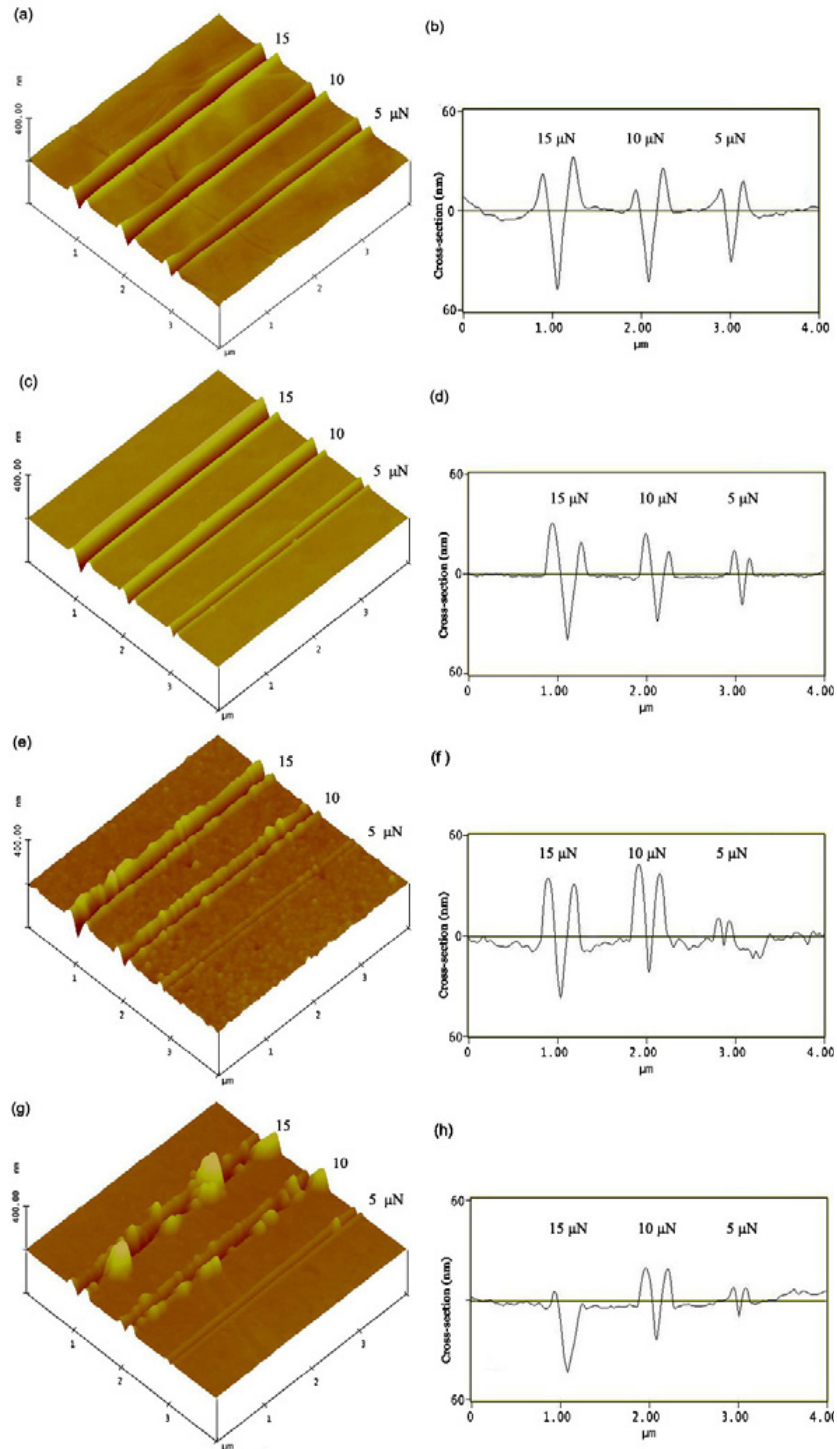 (a)
15
10
5 µN
400.00
nm
1
2
3
1
2
3
µm
(b)
60
0
60
Cross-section (nm)
15 µN
10 µN
5 µN
0
1.00
2.00
3.00
4.00
µm
(c)
15
10
5 µN
400.00
nm
1
2
3
1
2
3
µm
(d)
60
0
60
Cross-section (nm)
15 µN
10 µN
5 µN
0
1.00
2.00
3.00
4.00
µm
(e)
15
10
5 µN
400.00
nm
1
2
3
1
2
3
µm
(f)
60
0
60
Cross-section (nm)
15 µN
10 µN
5 µN
0
1.00
2.00
3.00
4.00
µm
(g)
15
10
5 µN
400.00
nm
1
2
3
1
2
3
µm
(h)
60
0
60
Cross-section (nm)
15 µN
10 µN
5 µN
0
1.00
2.00
3.00
4.00
µm